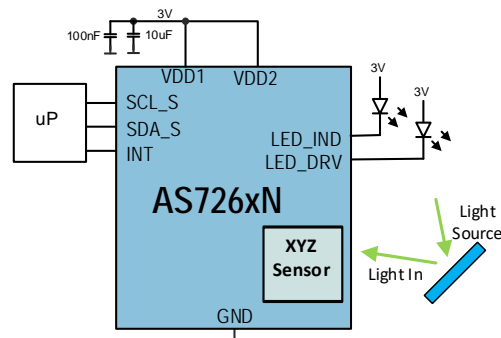 3V
100nF
10uF
VDD1
VDD2
3V
3V
uP
SCL_S
SDA_S
INT
LED_IND
LED_DRV
AS726xN
XYZ
Sensor
Light
Source
Light In
GND